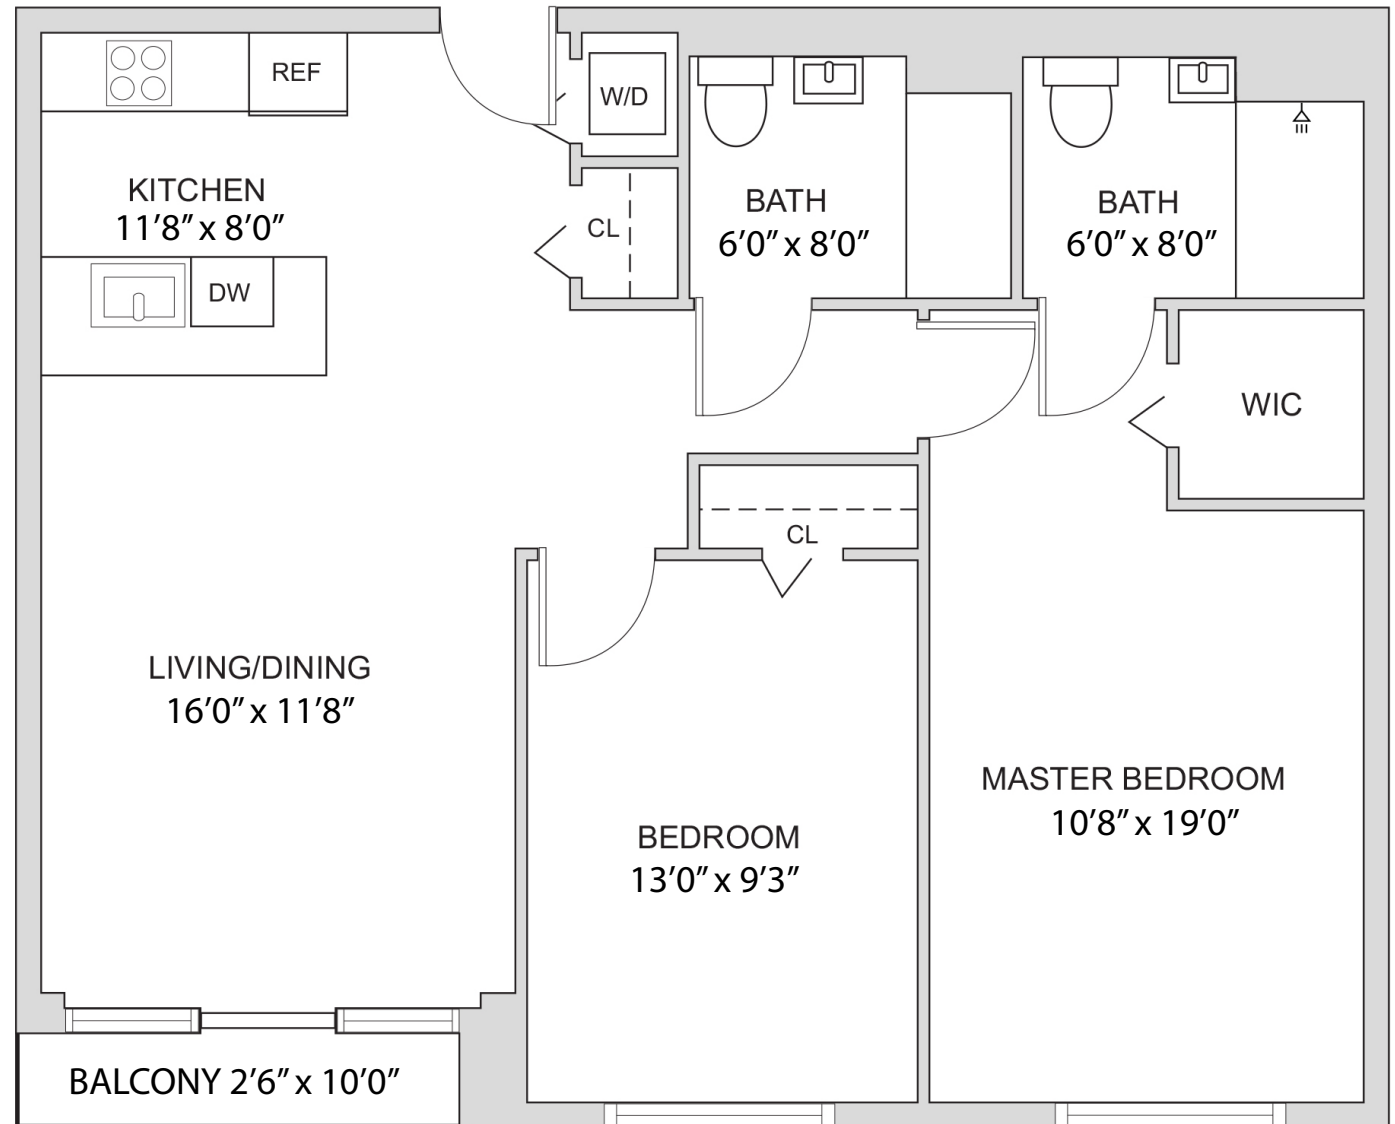 REF
W/D
KITCHEN
11’8” x 8’0”
CL
BATH
6’0” x 8’0”
BATH
6’0” x 8’0”
DW
WIC
CL
LIVING/DINING
16’0” x 11’8”
MASTER BEDROOM
10’8” x 19’0”
BEDROOM
13’0” x 9’3”
BALCONY 2’6” x 10’0”